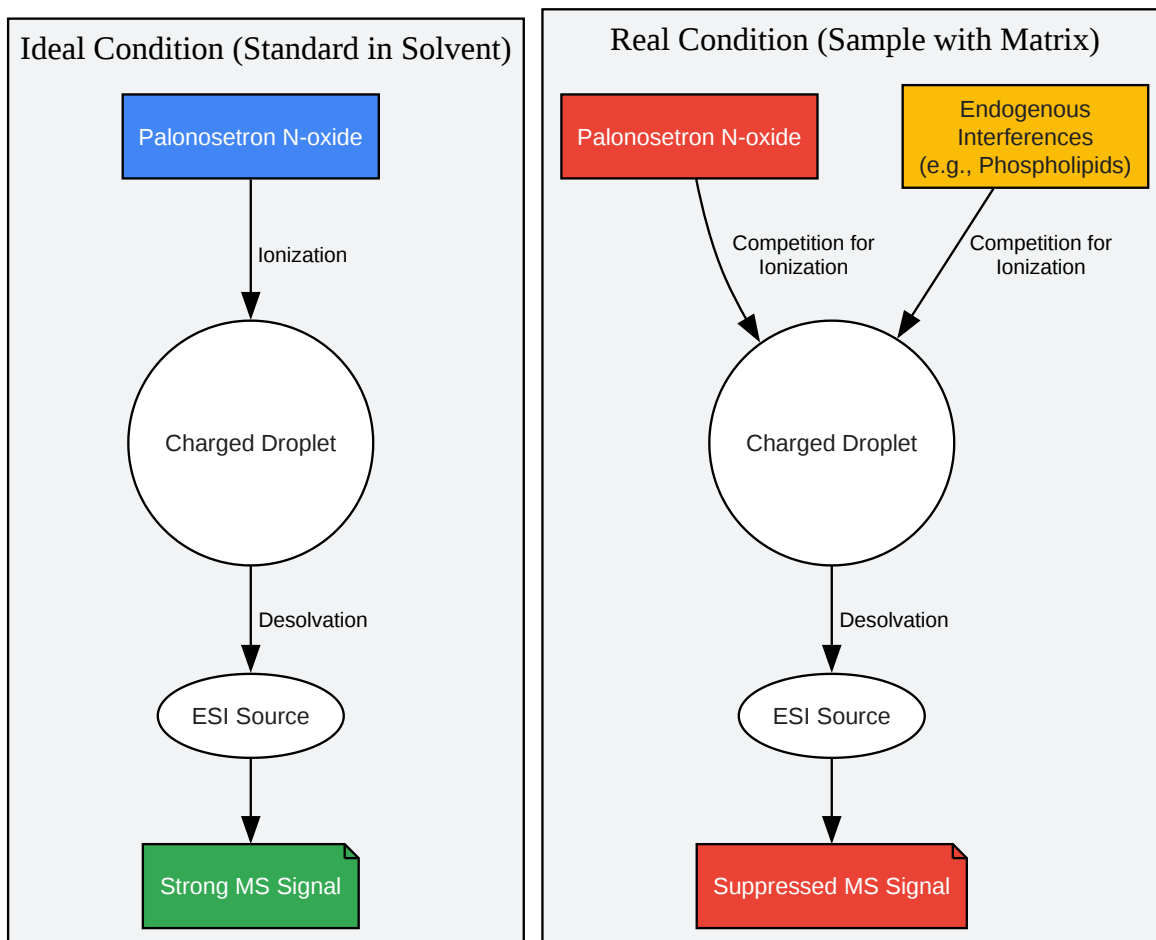 Ideal Condition (Standard in Solvent)
Palonosetron N-oxide
Ionization
Charged Droplet
Desolvation
ESI Source
Strong MS Signal
Real Condition (Sample with Matrix)
Palonosetron N-oxide
Endogenous
Interferences
(e.g., Phospholipids)
Competition for
Ionization
Competition for
Ionization
Charged Droplet
Desolvation
ESI Source
Suppressed MS Signal